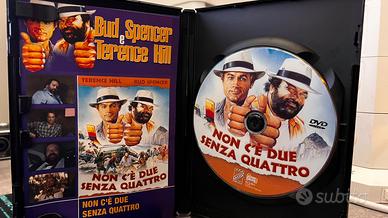 Bud Spencer
e
Terence Hill
TERENCE HILL BUD SPENCER
NON C'È DUE
SENZA QUATTRO
NON C'È DUE
SENZA QUATTRO
NON C'È DUE
SENZA QUATTRO
DVD
subito